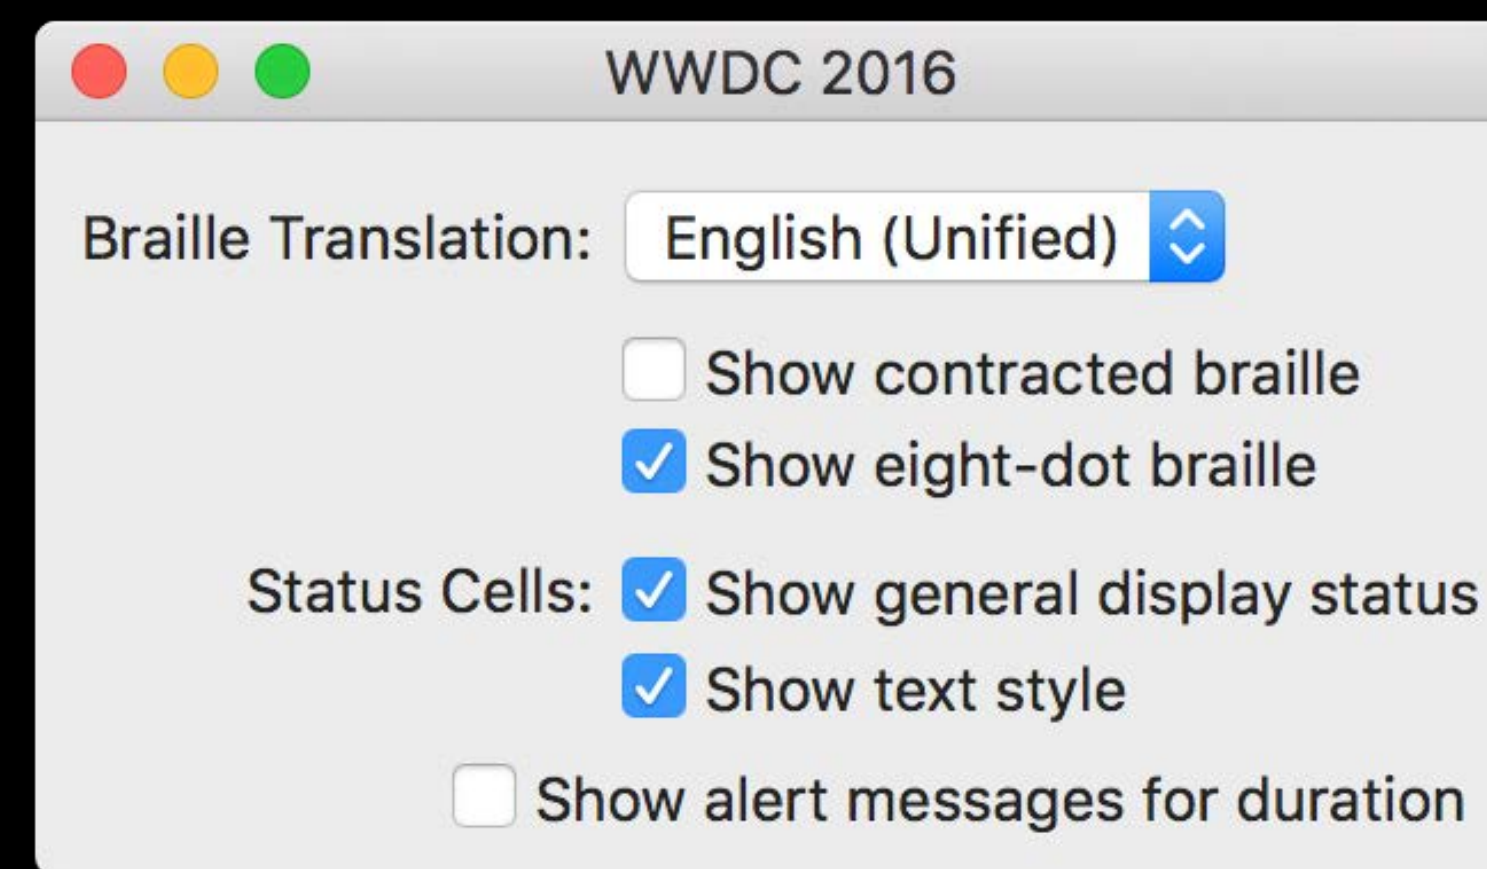 WWDC 2016
Braille Translation: English (Unified)
Show contracted braille
Show eight-dot braille
Status Cells: Show general display status
Show text style
Show alert messages for duration